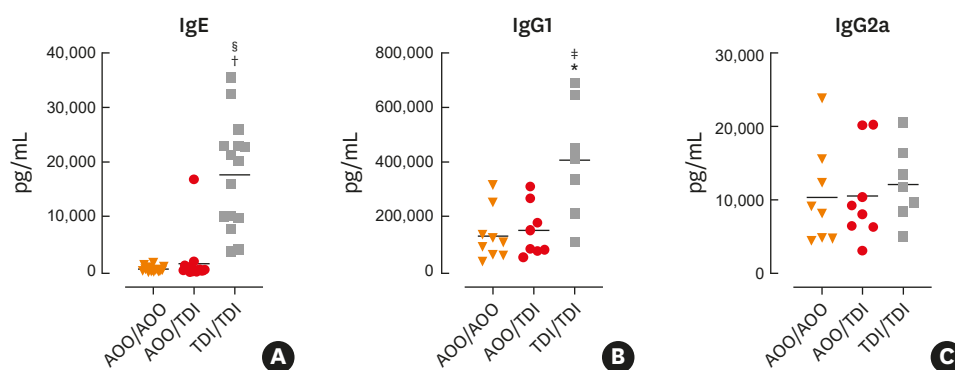 IgE
40,000
30,000
20,000
10,000
0
pg/mL
§
†
AOO/AOO
AOO/TDI
TDI/TDI
A
IgG1
800,000
600,000
400,000
200,000
0
pg/mL
‡
*
AOO/AOO
AOO/TDI
TDI/TDI
B
IgG2a
30,000
20,000
10,000
0
pg/mL
AOO/AOO
AOO/TDI
TDI/TDI
C